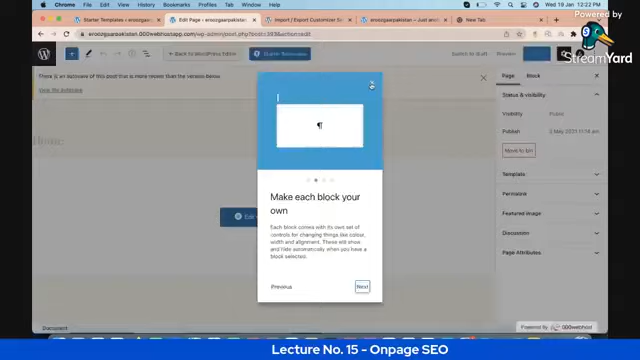 Chrome File Edit View History Bookmarks Profiles Tab Window Help
12:22 PM
Starter Templates
Edit Page
Import / Export Customizer
New Tab
Back to WordPress Editor
Switch to draft
Preview
Powered by
StreamYard
There is an autosave of this post that is more recent than the version below.
View the autosave
Page Block
Status & visibility
Visibility Public
Publish
Move to bin
Template
Permalink
Featured image
Discussion
Page Attributes
Home
¶
Make each block your
own
Each block comes with its own set of
controls for changing things like colour,
width and alignment. These will show
and hide automatically when you have a
block selected.
Previous Next
Document
Powered By 000webhost
Lecture No. 15 - Onpage SEO